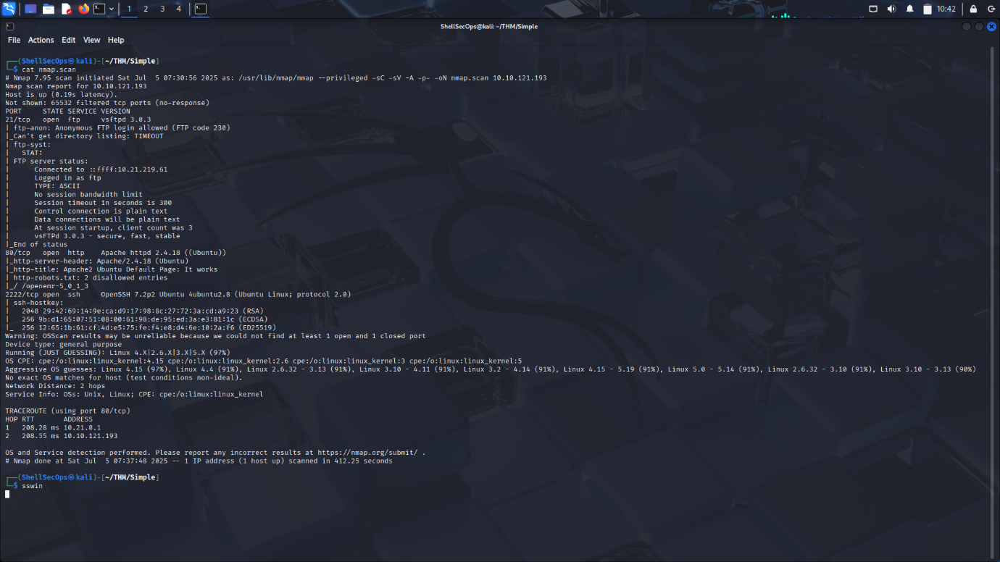 1 2 3 4
10:42
ShellSecOps@kali: ~/THM/Simple
File Actions Edit View Help
┌──(ShellSecOps㉿kali)-[~/THM/Simple]
└─$ cat nmap.scan
# Nmap 7.95 scan initiated Sat Jul  5 07:30:56 2025 as: /usr/lib/nmap/nmap --privileged -sC -sV -A -p- -oN nmap.scan 10.10.121.193
Nmap scan report for 10.10.121.193
Host is up (0.19s latency).
Not shown: 65532 filtered tcp ports (no-response)
PORT     STATE SERVICE VERSION
21/tcp   open  ftp     vsftpd 3.0.3
| ftp-anon: Anonymous FTP login allowed (FTP code 230)
|_Can't get directory listing: TIMEOUT
| ftp-syst:
|   STAT:
| FTP server status:
|      Connected to ::ffff:10.21.219.61
|      Logged in as ftp
|      TYPE: ASCII
|      No session bandwidth limit
|      Session timeout in seconds is 300
|      Control connection is plain text
|      Data connections will be plain text
|      At session startup, client count was 3
|      vsFTPd 3.0.3 - secure, fast, stable
|_End of status
80/tcp   open  http    Apache httpd 2.4.18 ((Ubuntu))
|_http-server-header: Apache/2.4.18 (Ubuntu)
|_http-title: Apache2 Ubuntu Default Page: It works
| http-robots.txt: 2 disallowed entries
|_/ /openemr-5_0_1_3
2222/tcp open  ssh     OpenSSH 7.2p2 Ubuntu 4ubuntu2.8 (Ubuntu Linux; protocol 2.0)
| ssh-hostkey:
|   2048 29:42:69:14:9e:ca:d9:17:98:8c:27:72:3a:cd:a9:23 (RSA)
|   256 9b:d1:65:07:51:08:00:61:98:de:95:ed:3a:e3:81:1c (ECDSA)
|_  256 12:65:1b:61:cf:4d:e5:75:fe:f4:e8:d4:6e:10:2a:f6 (ED25519)
Warning: OSScan results may be unreliable because we could not find at least 1 open and 1 closed port
Device type: general purpose
Running (JUST GUESSING): Linux 4.X|2.6.X|3.X|5.X (97%)
OS CPE: cpe:/o:linux:linux_kernel:4.15 cpe:/o:linux:linux_kernel:2.6 cpe:/o:linux:linux_kernel:3 cpe:/o:linux:linux_kernel:5
Aggressive OS guesses: Linux 4.15 (97%), Linux 4.4 (91%), Linux 2.6.32 - 3.13 (91%), Linux 3.10 - 4.11 (91%), Linux 3.2 - 4.14 (91%), Linux 4.15 - 5.19 (91%), Linux 5.0 - 5.14 (91%), Linux 2.6.32 - 3.10 (91%), Linux 3.10 - 3.13 (90%)
No exact OS matches for host (test conditions non-ideal).
Network Distance: 2 hops
Service Info: OSs: Unix, Linux; CPE: cpe:/o:linux:linux_kernel
TRACEROUTE (using port 80/tcp)
HOP RTT       ADDRESS
1   208.28 ms 10.21.0.1
2   208.55 ms 10.10.121.193
OS and Service detection performed. Please report any incorrect results at https://nmap.org/submit/ .
# Nmap done at Sat Jul  5 07:37:48 2025 -- 1 IP address (1 host up) scanned in 412.25 seconds
┌──(ShellSecOps㉿kali)-[~/THM/Simple]
└─$ sswin